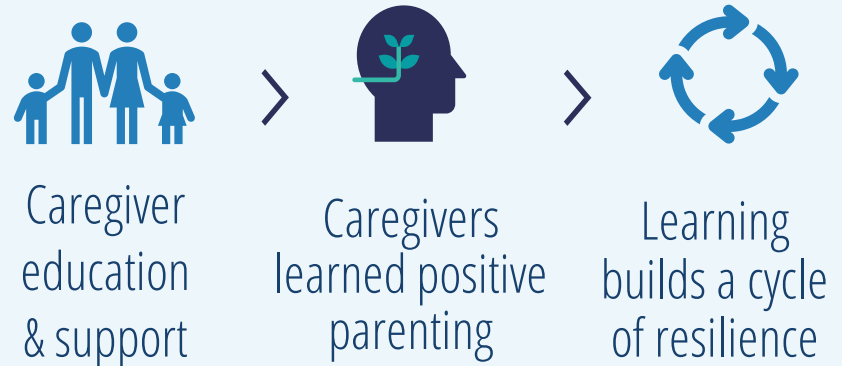 Caregiver
education
& support
Caregivers
learned positive
parenting
Learning
builds a cycle
of resilience